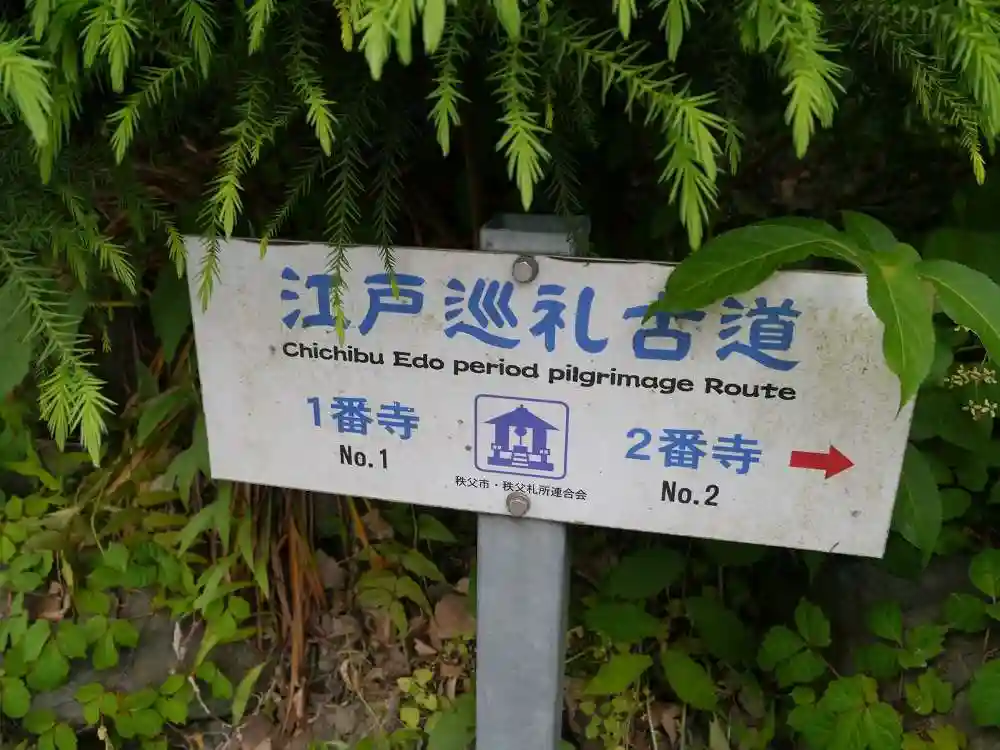 江戸巡礼古道
Chichibu Edo period pilgrimage Route
1番寺
No.1
2番寺
No.2
秩父市・秩父札所連合会